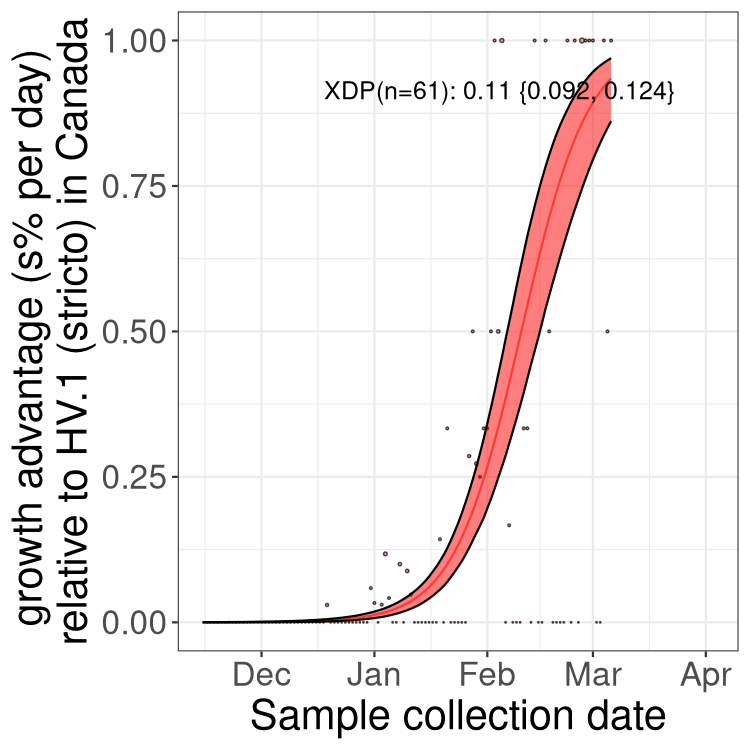 growth advantage (s% per day)
relative to HV.1 (stricto) in Canada
1.00
0.75
0.50
0.25
0.00
XDP(n=61): 0.11 {0.092, 0.124}
Dec Jan Feb Mar Apr
Sample collection date